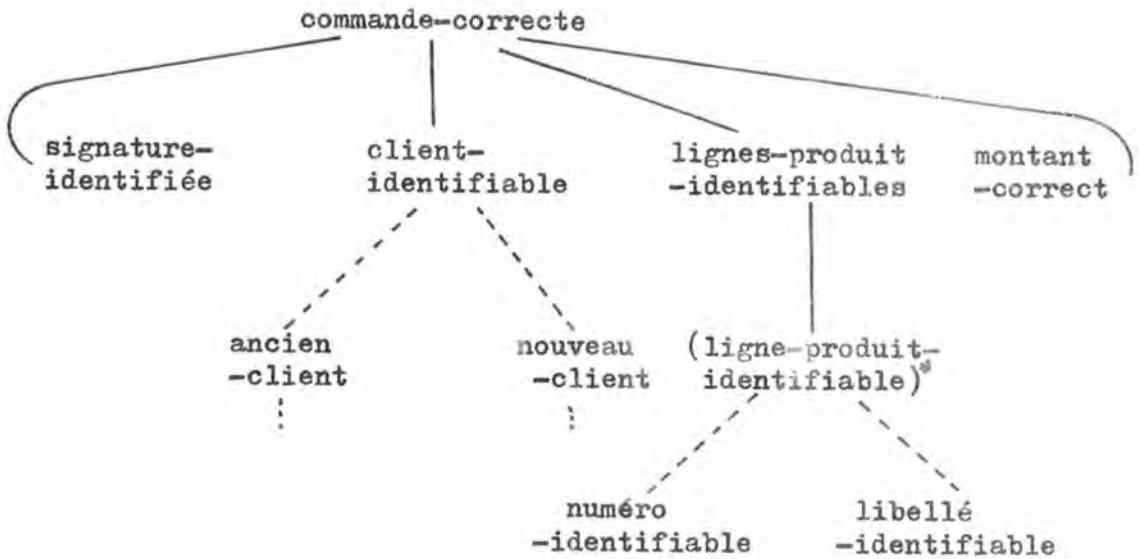 commande-correcte
signature-
identifiée
client-
identifiable
lignes-produit
-identifiables
montant
-correct
ancien
-client
nouveau
-client
(ligne-produit-
identifiable)*
numéro
-identifiable
libellé
-identifiable